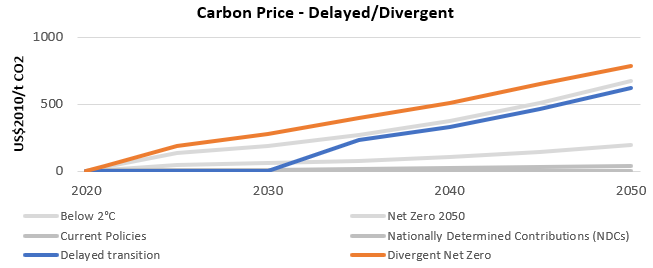 Carbon Price - Delayed/Divergent
US$2010/t CO2
1000
500
0
2020
2030
2040
2050
Below 2°C
Net Zero 2050
Current Policies
Nationally Determined Contributions (NDCs)
Delayed transition
Divergent Net Zero